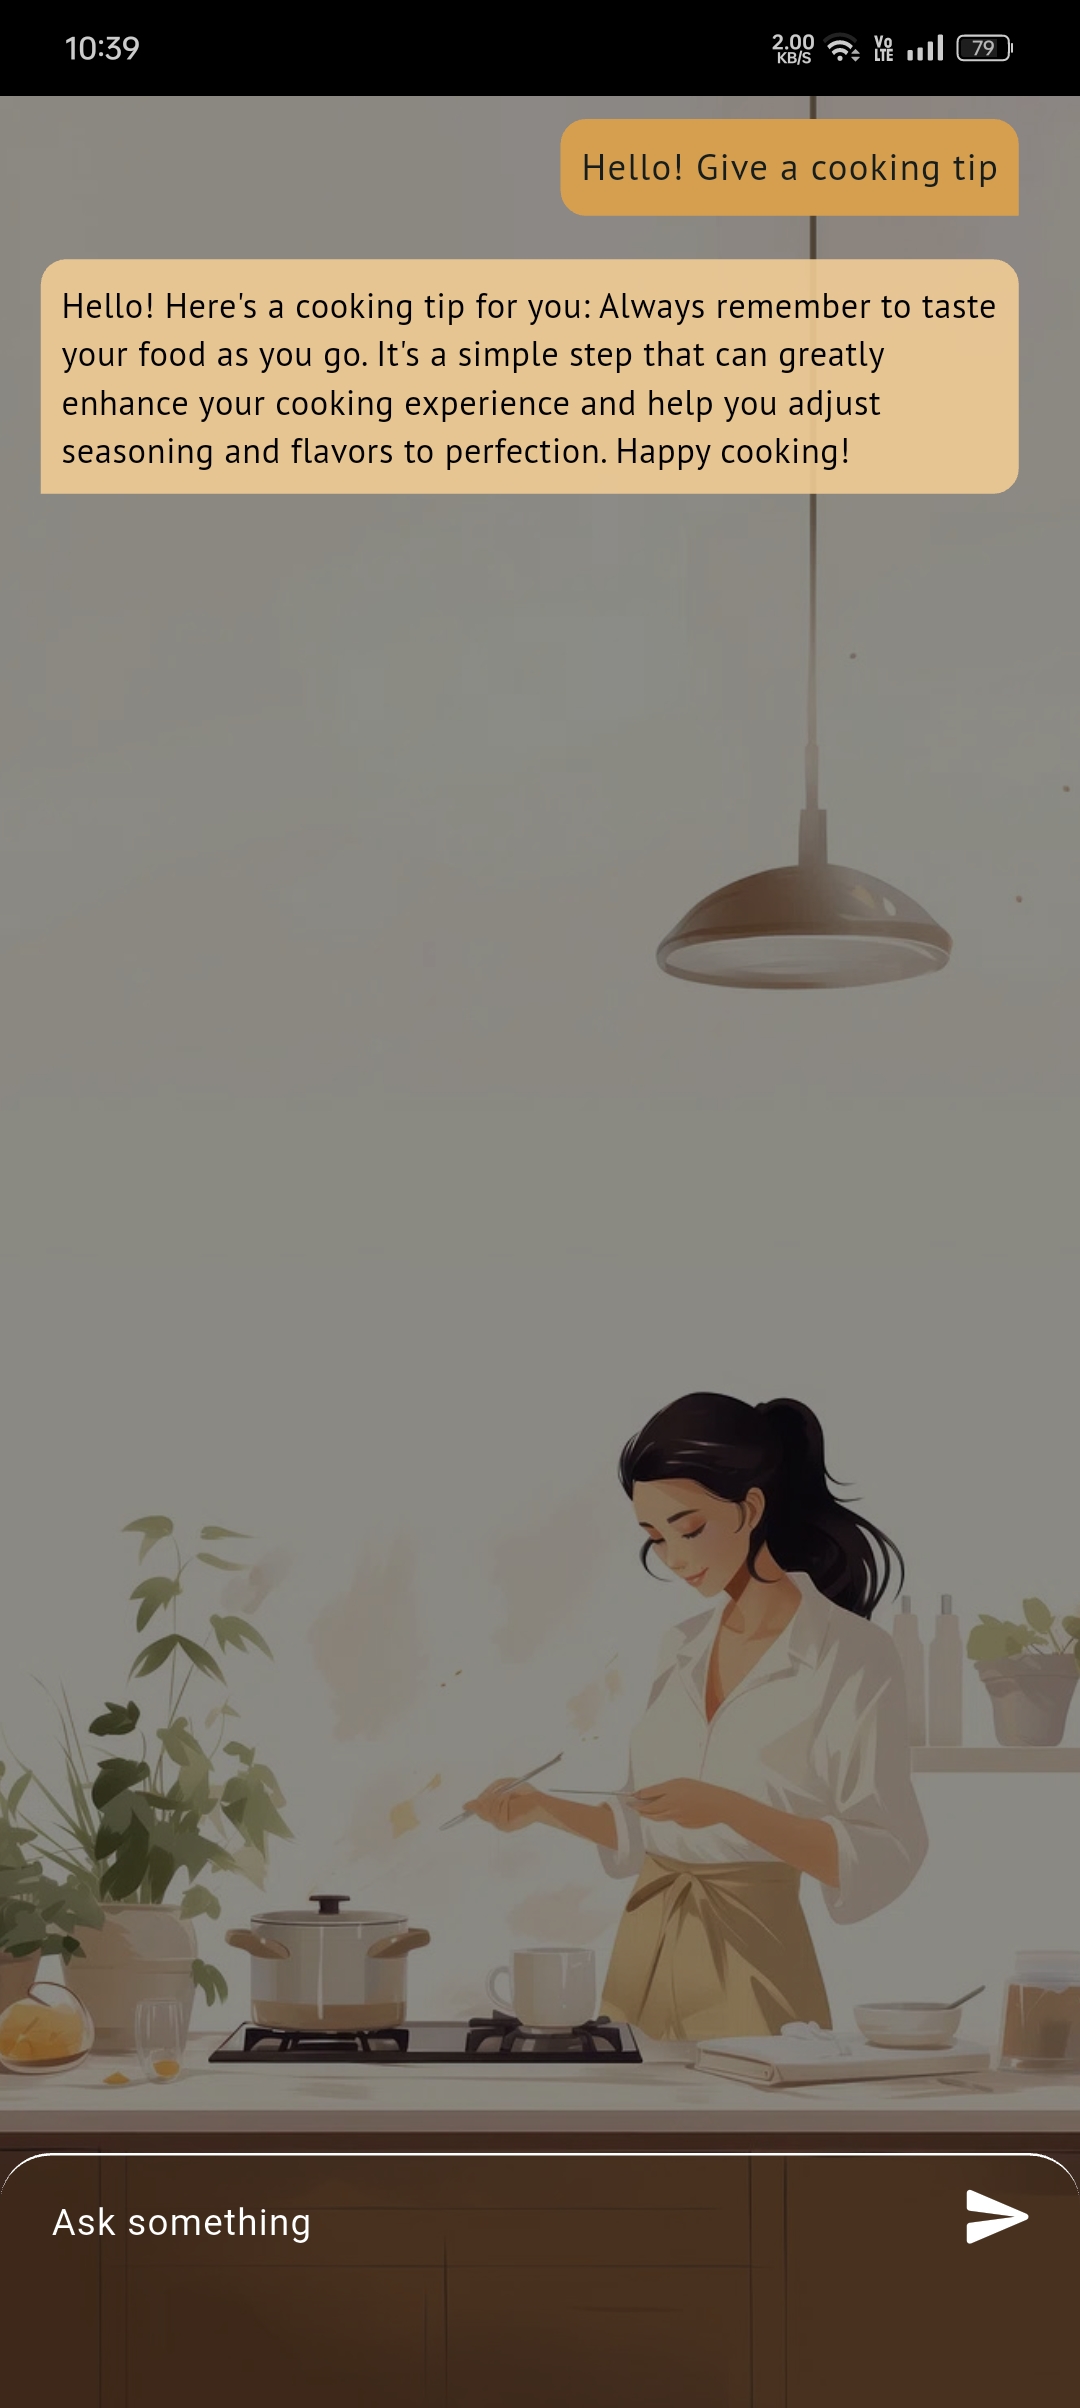 10:39
2.00
KB/S
Vo
LTE
79
Hello! Give a cooking tip
Hello! Here's a cooking tip for you: Always remember to taste
your food as you go. It's a simple step that can greatly
enhance your cooking experience and help you adjust
seasoning and flavors to perfection. Happy cooking!
Ask something